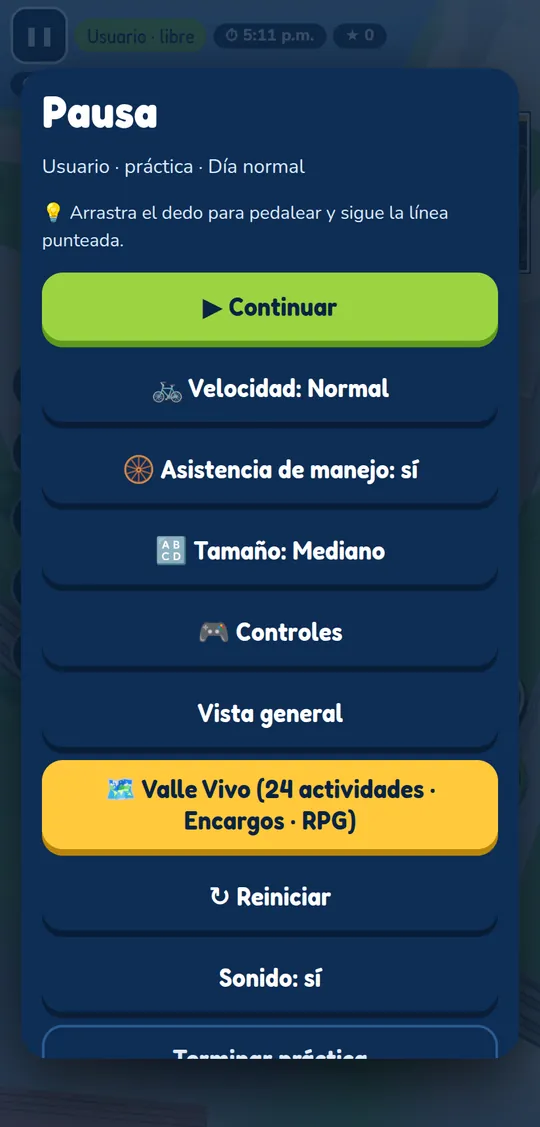 Usuario · libre
⏱ 5:11 p.m.
★ 0
Pausa
Usuario · práctica · Día normal
💡 Arrastra el dedo para pedalear y sigue la línea
punteada.
▶ Continuar
🚲 Velocidad: Normal
🛞 Asistencia de manejo: sí
🔠 Tamaño: Mediano
🎮 Controles
Vista general
🗺️ Valle Vivo (24 actividades ·
Encargos · RPG)
↻ Reiniciar
Sonido: sí
Terminar práctica